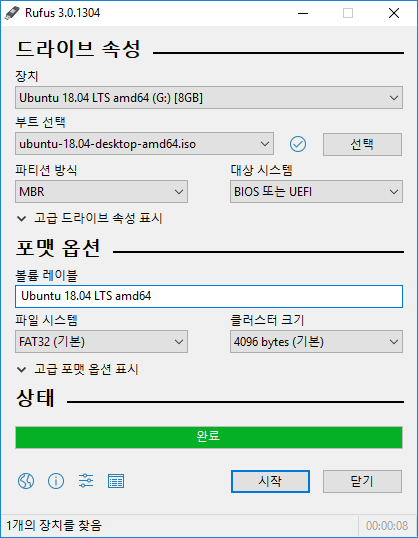 Rufus 3.0.1304
드라이브 속성
장치
Ubuntu 18.04 LTS amd64 (G:) [8GB]
부트 선택
ubuntu-18.04-desktop-amd64.iso
선택
파티션 방식
대상 시스템
MBR
BIOS 또는 UEFI
고급 드라이브 속성 표시
포맷 옵션
볼륨 레이블
Ubuntu 18.04 LTS amd64
파일 시스템
클러스터 크기
FAT32 (기본)
4096 bytes (기본)
고급 포맷 옵션 표시
상태
완료
시작
닫기
1개의 장치를 찾음
00:00:08